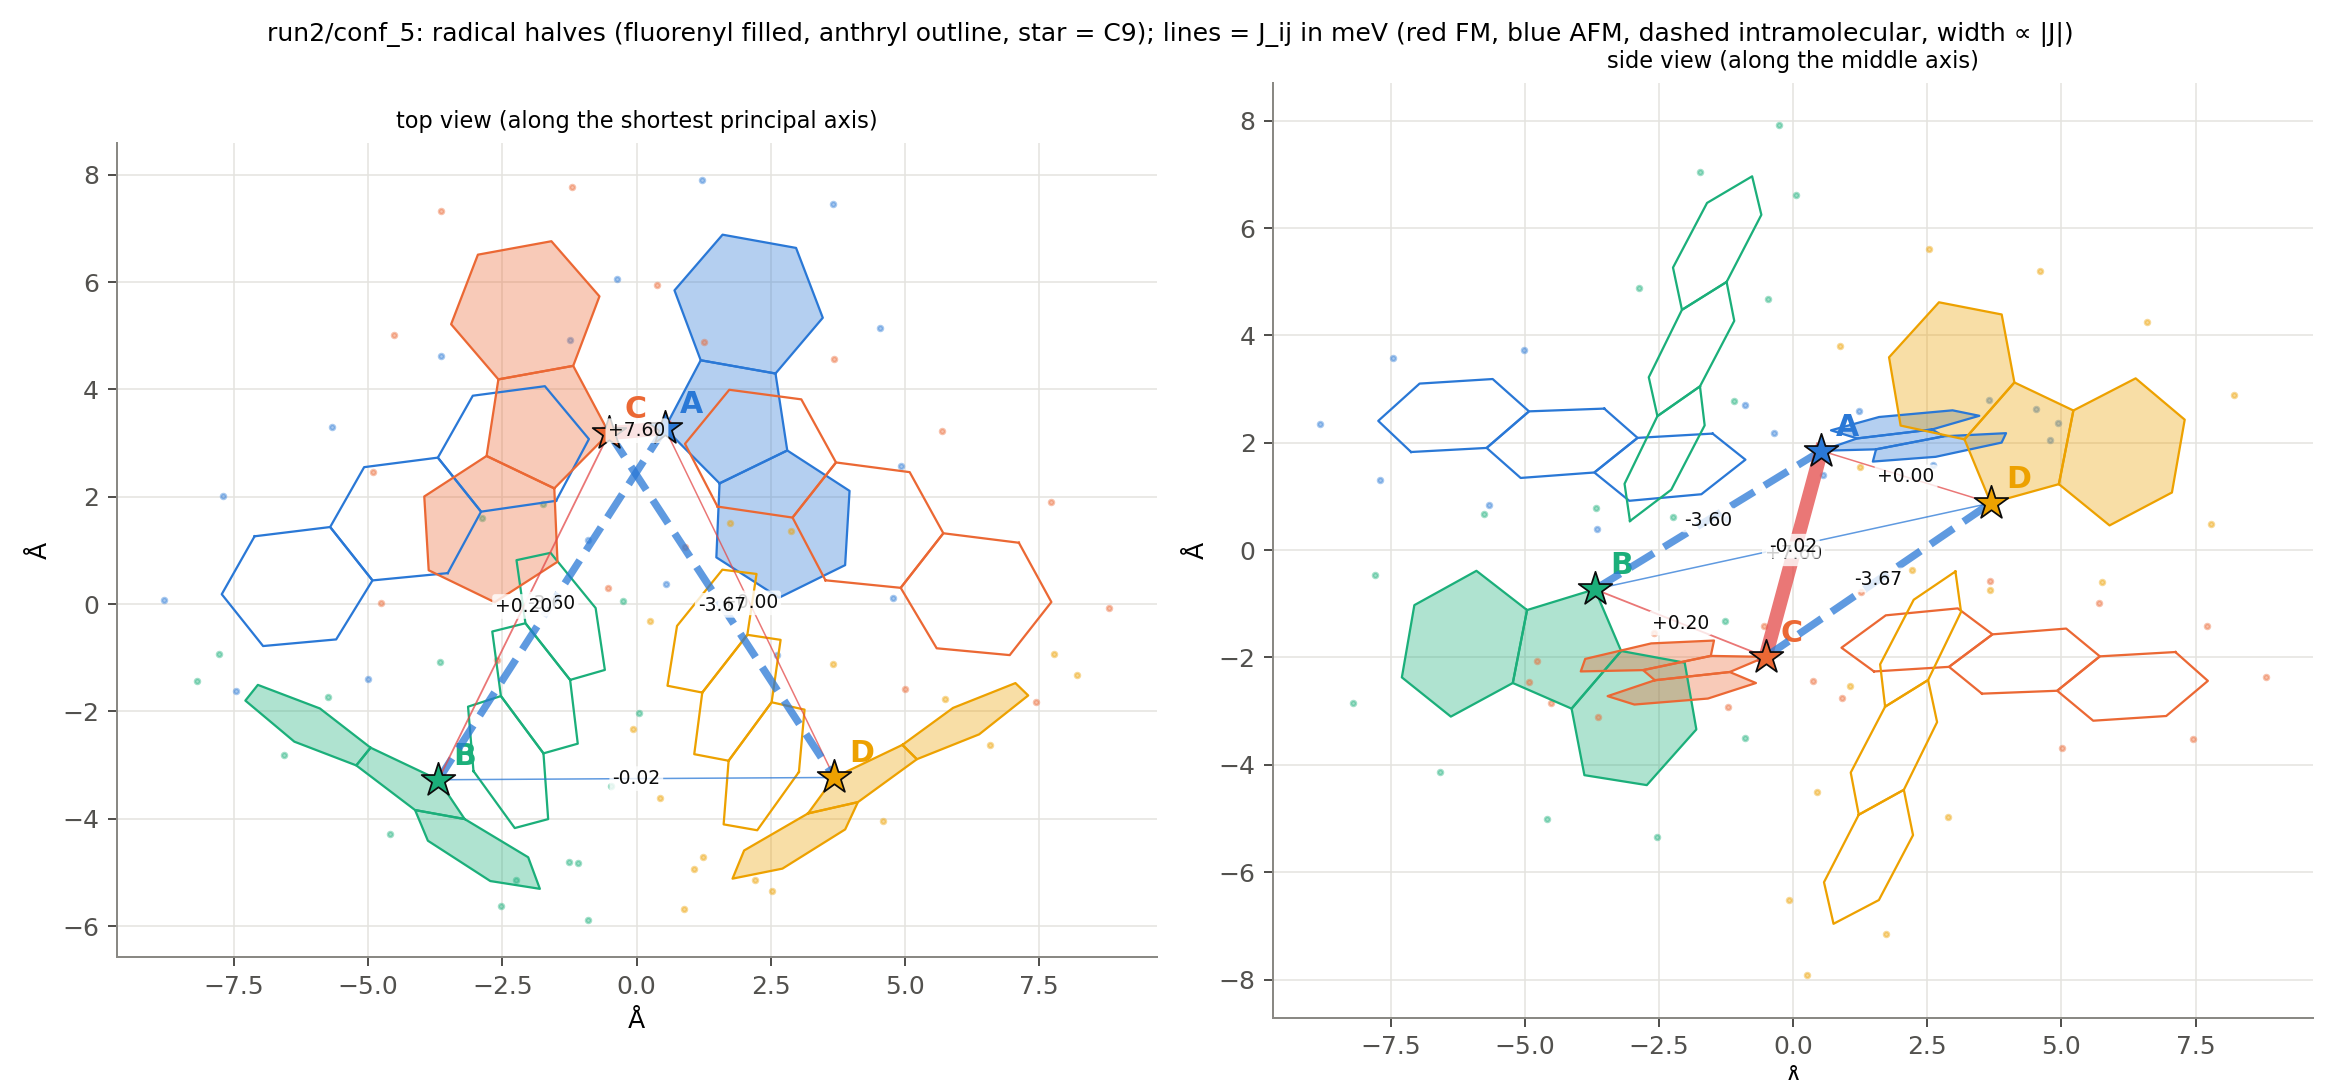 run2/conf_5: radical halves (fluorenyl filled, anthryl outline, star = C9); lines = J_ij in meV (red FM, blue AFM, dashed intramolecular, width ∝ |J|)
top view (along the shortest principal axis)
8
6
4
2
0
−2
−4
−6
Å
−7.5 −5.0 −2.5 0.0 2.5 5.0 7.5
Å
C
A
+7.60
+0.20
-3.67
B
D
-0.02
side view (along the middle axis)
8
6
4
2
0
−2
−4
−6
−8
Å
−7.5 −5.0 −2.5 0.0 2.5 5.0 7.5
Å
A
+0.00
D
-3.60
-0.02
B
-3.67
+0.20
C